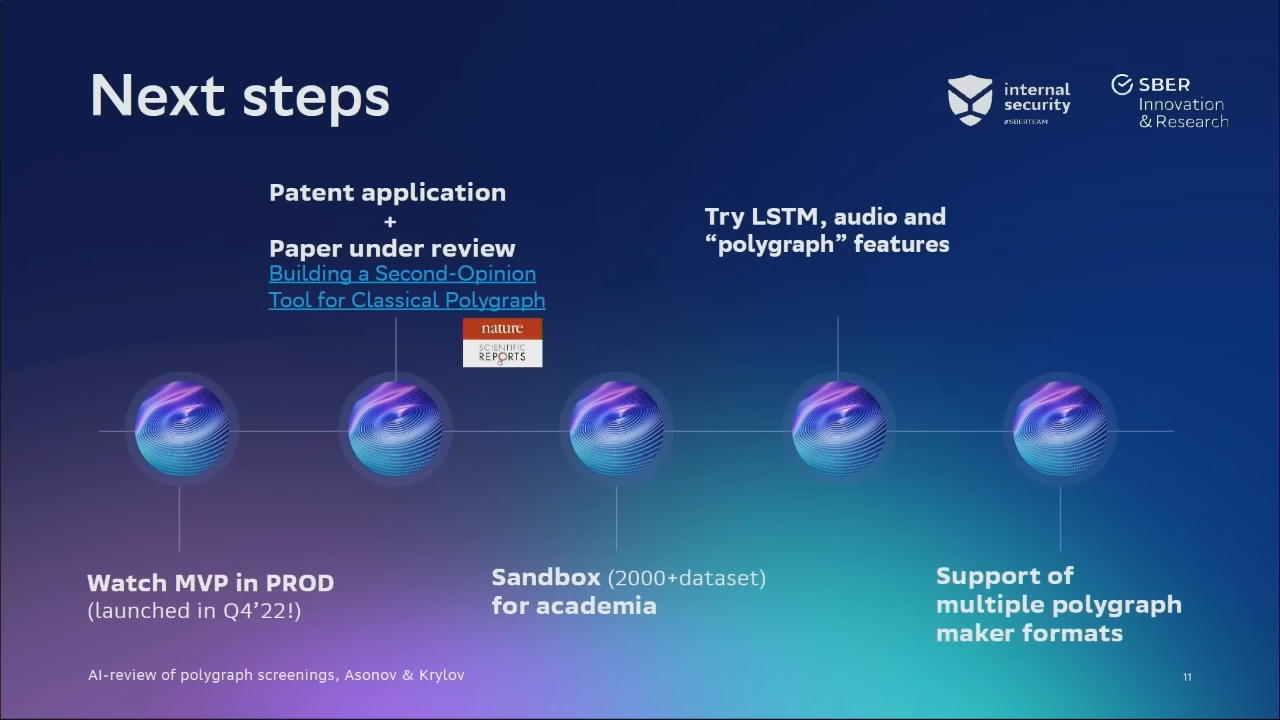 Next steps
internal
security
#SBERTEAM
SBER
Innovation
& Research
Patent application
+
Paper under review
Building a Second-Opinion
Tool for Classical Polygraph
nature
SCIENTIFIC
REPORTS
Try LSTM, audio and
“polygraph” features
Watch MVP in PROD
(launched in Q4’22!)
Sandbox (2000+dataset)
for academia
Support of
multiple polygraph
maker formats
AI-review of polygraph screenings, Asonov & Krylov
11